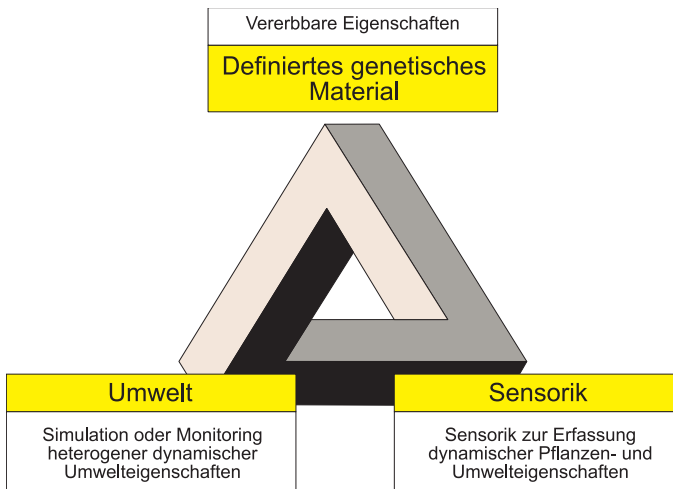 Vererbbare Eigenschaften
Definiertes genetisches
Material
Umwelt
Simulation oder Monitoring
heterogener dynamischer
Umwelteigenschaften
Sensorik
Sensorik zur Erfassung
dynamischer Pflanzen- und
Umwelteigenschaften